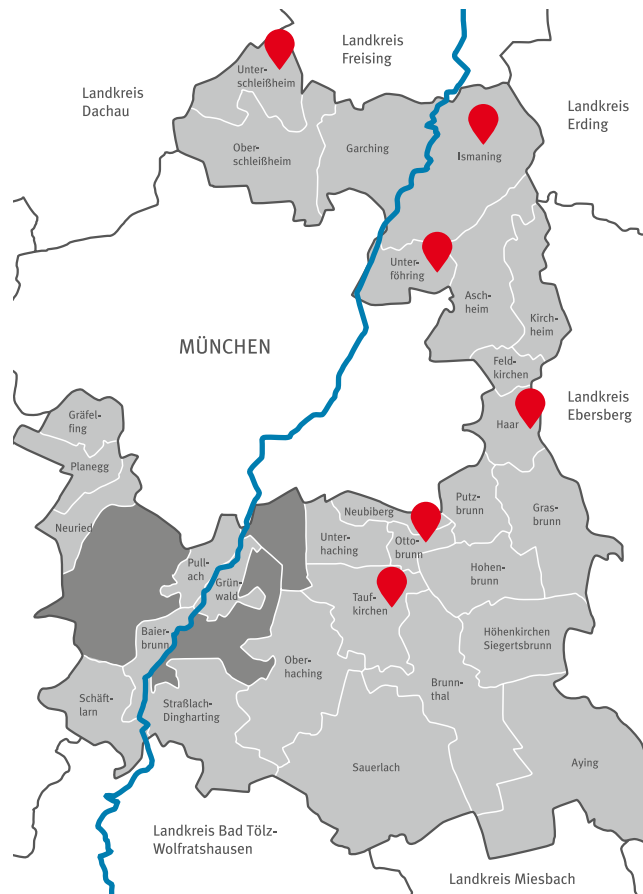 Landkreis
Freising
Unter-
schleißheim
Landkreis
Dachau
Landkreis
Erding
Ober-
schleißheim
Garching
Ismaning
Unter-
föhring
Asch-
heim
Kirch-
heim
MÜNCHEN
Feld-
kirchen
Landkreis
Ebersberg
Haar
Gräfel-
fing
Planegg
Neuried
Neubiberg
Putz-
brunn
Gras-
brunn
Unter-
haching
Otto-
brunn
Pull-
ach
Grün-
wald
Hohen-
brunn
Tauf-
kirchen
Baier-
brunn
Höhenkirchen
Siegertsbrunn
Ober-
haching
Brunn-
thal
Schäft-
larn
Straßlach-
Dingharting
Sauerlach
Aying
Landkreis Bad Tölz-
Wolfratshausen
Landkreis Miesbach